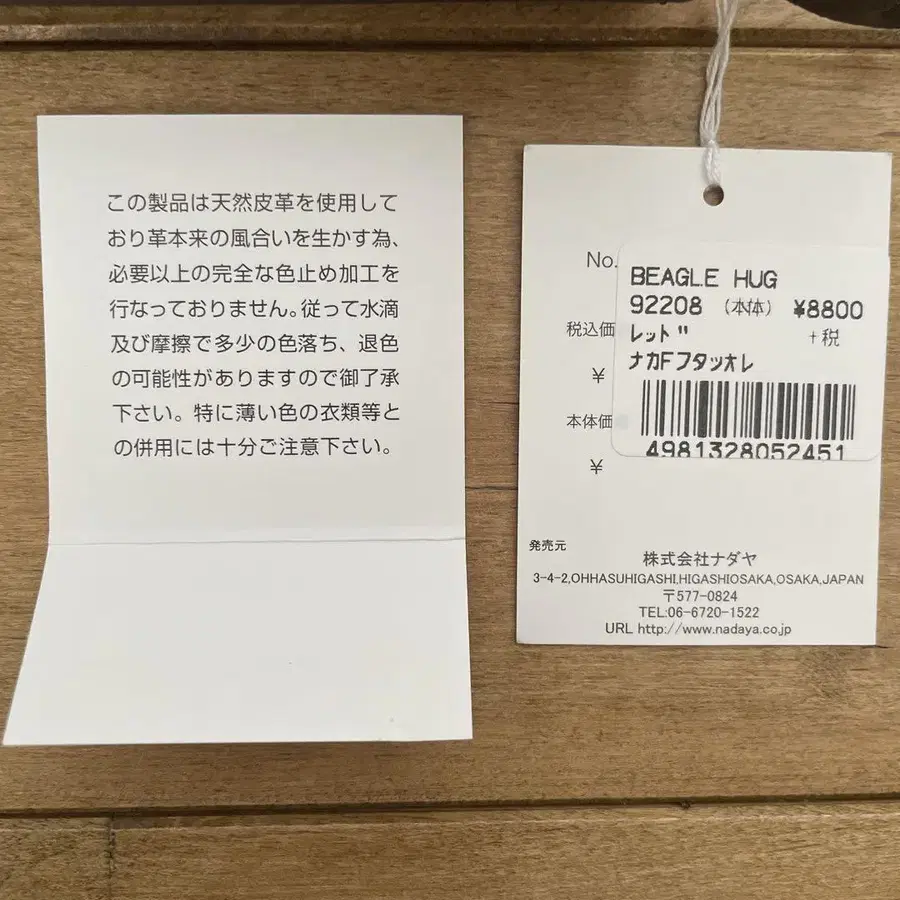 この製品は天然皮革を使用して
おり革本来の風合いを生かす為、
必要以上の完全な色止め加工を
行なっておりません。従って水滴
及び摩擦で多少の色落ち、退色
の可能性がありますので御了承
下さい。特に薄い色の衣類等と
の併用には十分ご注意下さい。
No.
BEAGLE HUG
92208 (本体) ¥8800
税込価
ﾚｯﾄﾞ +税
ﾅｶFﾌﾀﾂｵﾚ
¥
本体価
¥
4981328052451
発売元
株式会社ナダヤ
3-4-2,OHHASUHIGASHI,HIGASHIOSAKA,OSAKA,JAPAN
〒577-0824
TEL:06-6720-1522
URL http://www.nadaya.co.jp